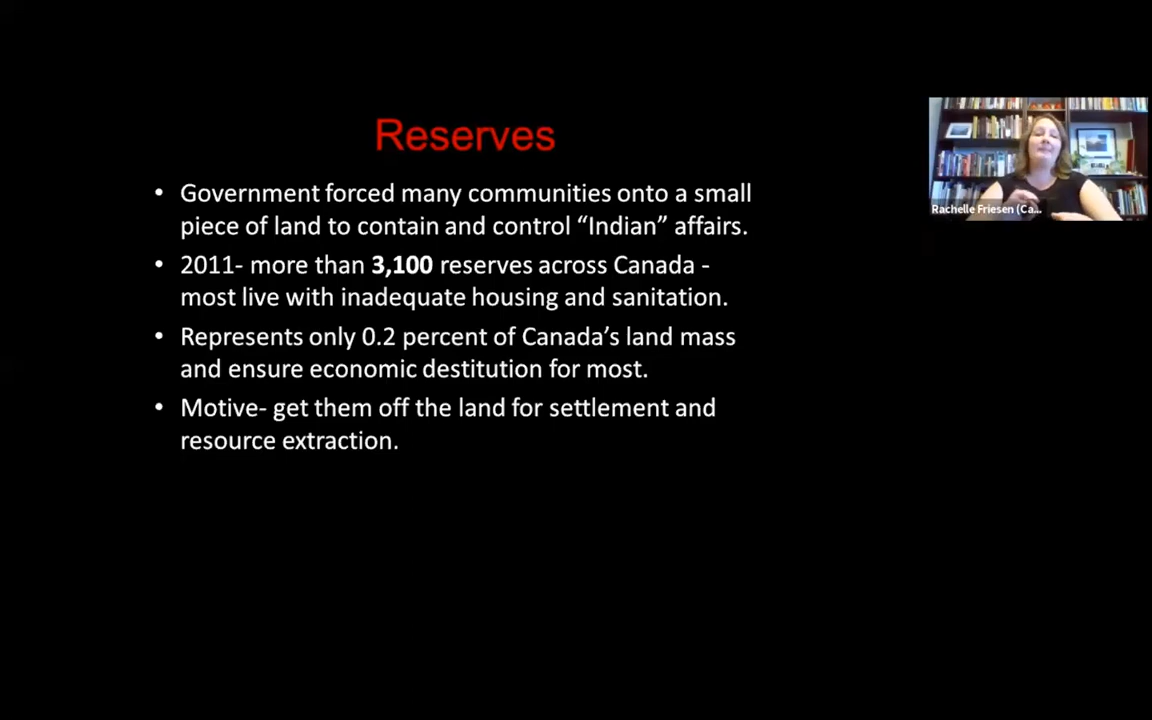 Reserves
• Government forced many communities onto a small
piece of land to contain and control “Indian” affairs.
• 2011- more than 3,100 reserves across Canada -
most live with inadequate housing and sanitation.
• Represents only 0.2 percent of Canada’s land mass
and ensure economic destitution for most.
• Motive- get them off the land for settlement and
resource extraction.
Rachelle Friesen (Ca...